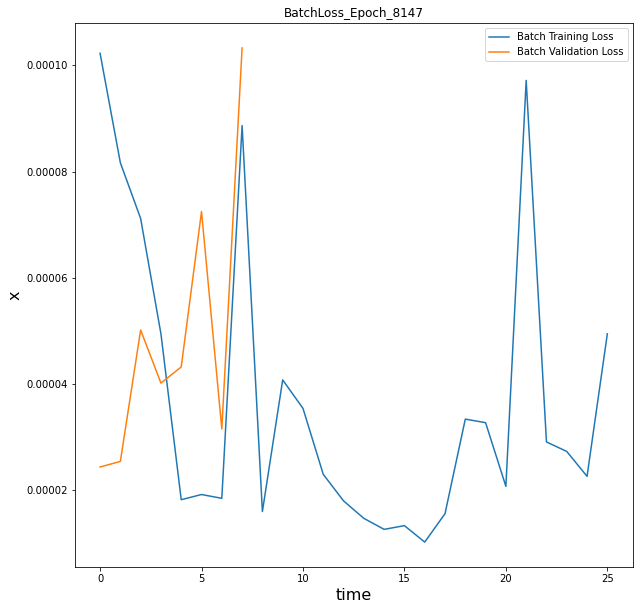 BatchLoss_Epoch_8147
Batch Training Loss
Batch Validation Loss
0.00010
0.00008
0.00006
0.00004
0.00002
x
0 5 10 15 20 25
time